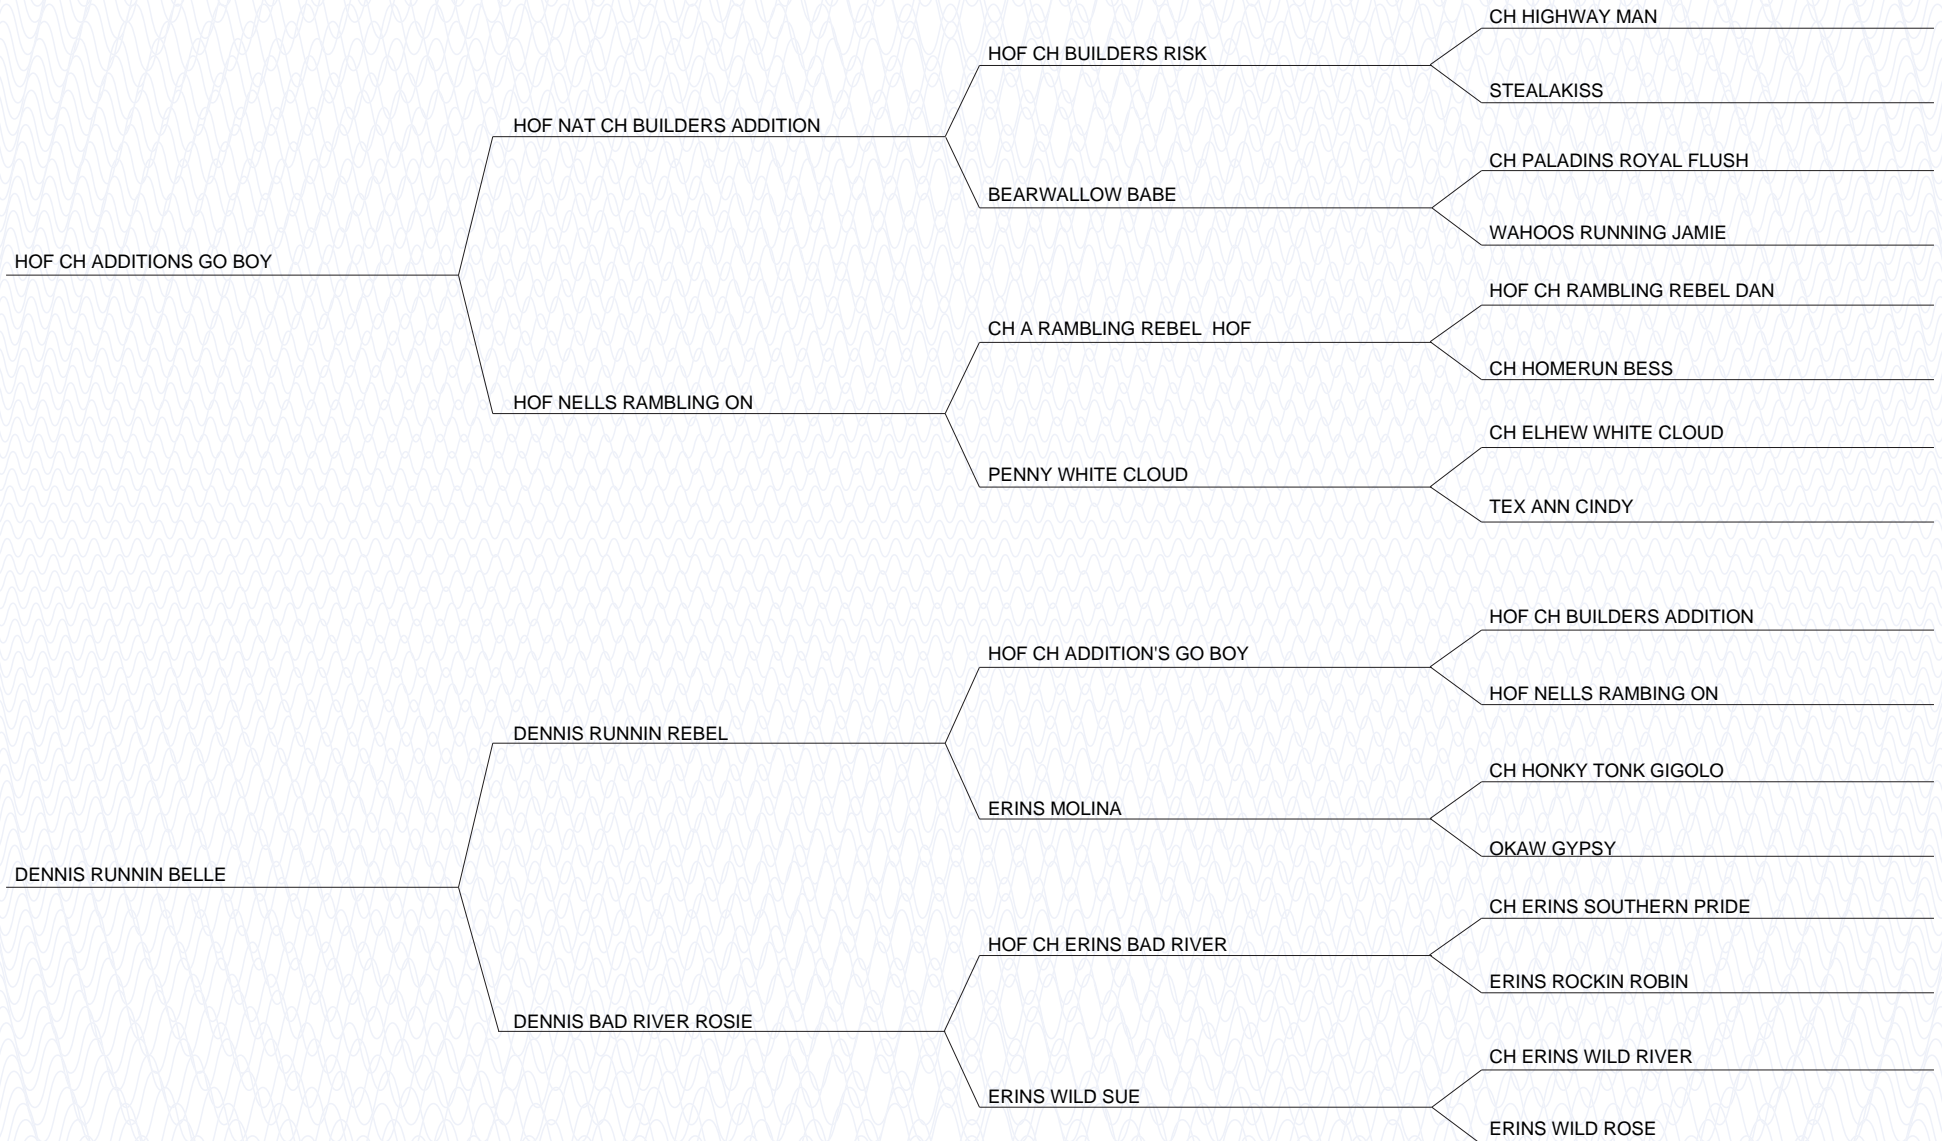 CH HIGHWAY MAN
HOF CH BUILDERS RISK
STEALAKISS
HOF NAT CH BUILDERS ADDITION
CH PALADINS ROYAL FLUSH
BEARWALLOW BABE
WAHOOS RUNNING JAMIE
HOF CH ADDITIONS GO BOY
HOF CH RAMBLING REBEL DAN
CH A RAMBLING REBEL  HOF
CH HOMERUN BESS
HOF NELLS RAMBLING ON
CH ELHEW WHITE CLOUD
PENNY WHITE CLOUD
TEX ANN CINDY
HOF CH BUILDERS ADDITION
HOF CH ADDITION'S GO BOY
HOF NELLS RAMBING ON
DENNIS RUNNIN REBEL
CH HONKY TONK GIGOLO
ERINS MOLINA
OKAW GYPSY
DENNIS RUNNIN BELLE
CH ERINS SOUTHERN PRIDE
HOF CH ERINS BAD RIVER
ERINS ROCKIN ROBIN
DENNIS BAD RIVER ROSIE
CH ERINS WILD RIVER
ERINS WILD SUE
ERINS WILD ROSE